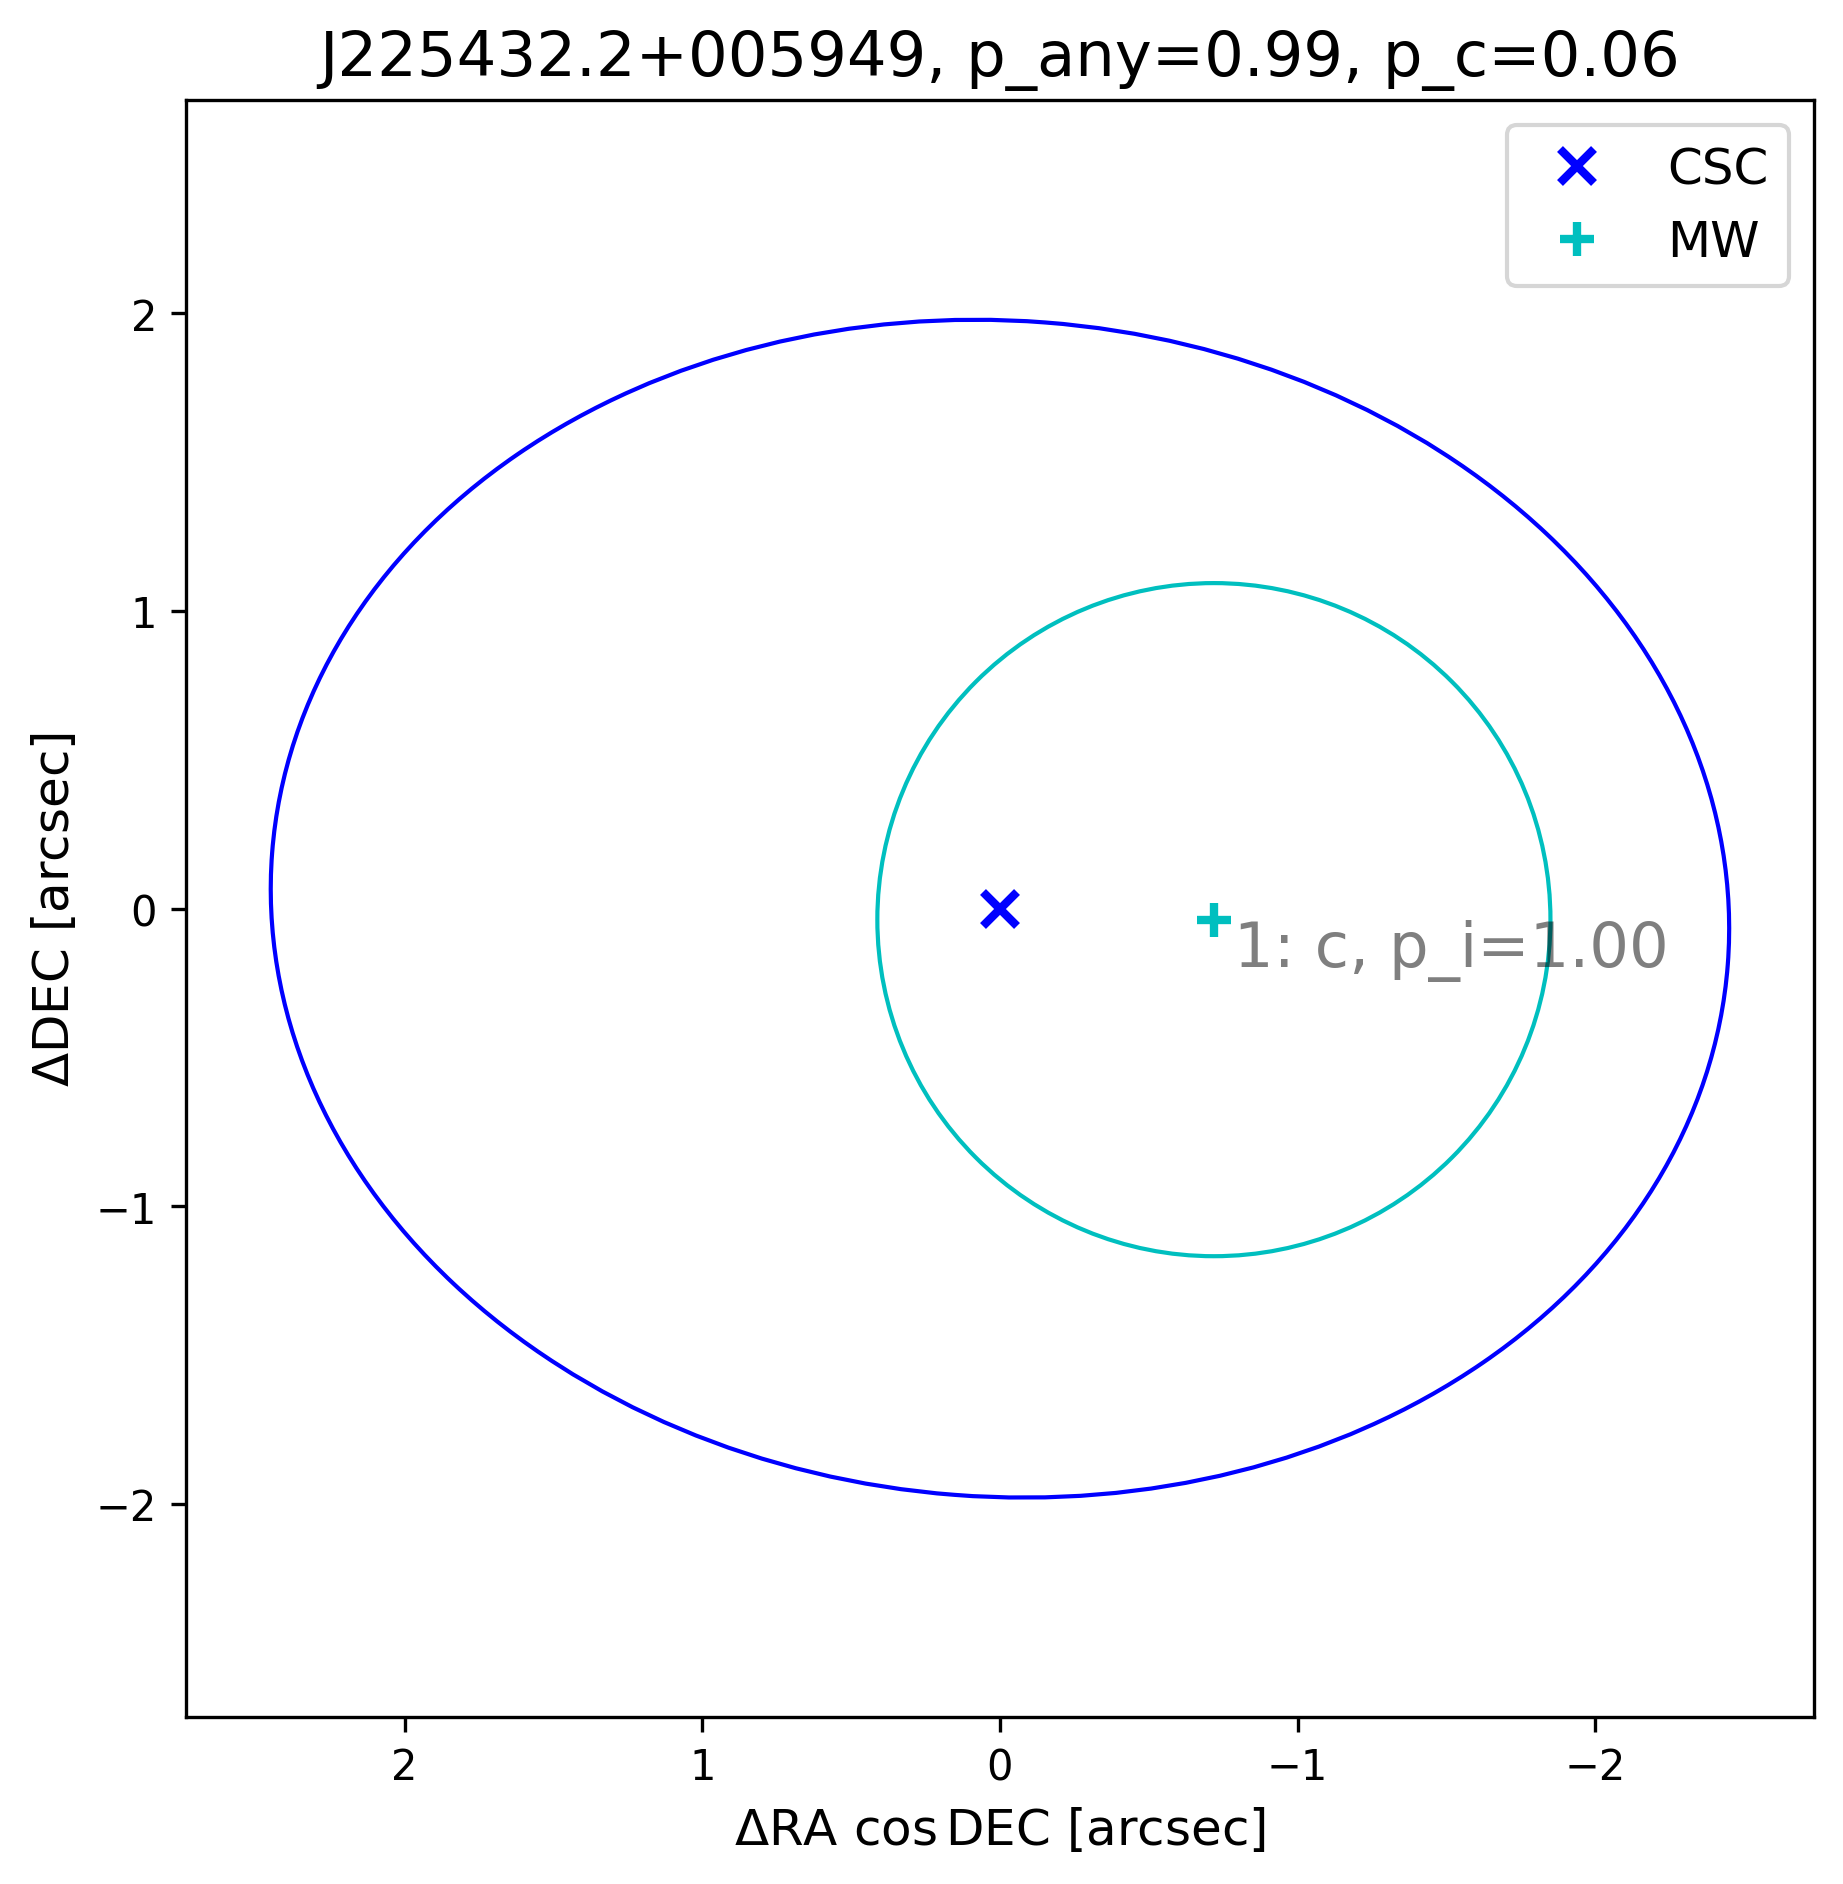 J225432.2+005949, p_any=0.99, p_c=0.06
CSC
MW
2
1
0
−1
−2
ΔDEC [arcsec]
1: c, p_i=1.00
2
1
0
−1
−2
ΔRA cos DEC [arcsec]